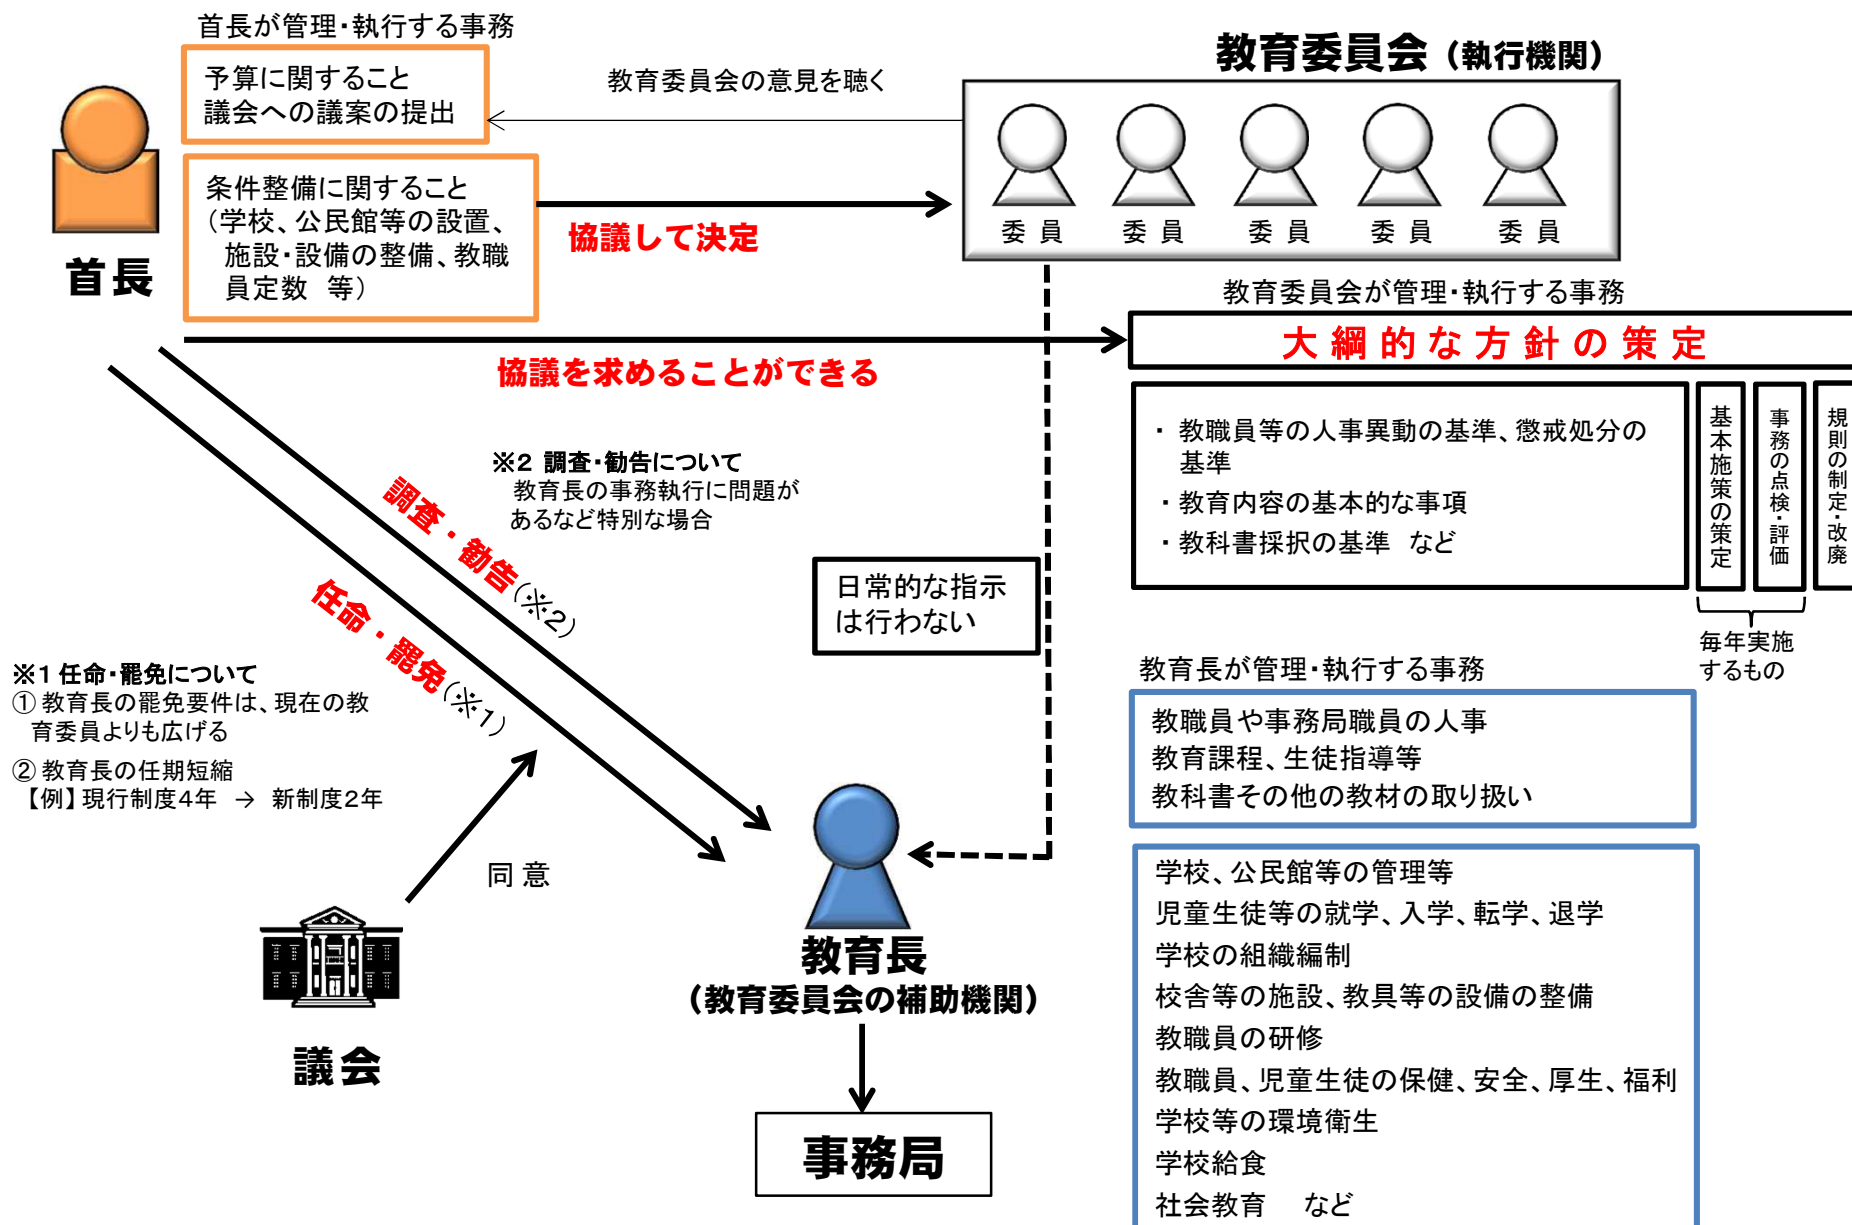 首長が管理・執行する事務
予算に関すること
議会への議案の提出
条件整備に関すること
(学校、公民館等の設置、
施設・設備の整備、教職
員定数 等)
首長
教育委員会の意見を聴く
協議して決定
協議を求めることができる
教育委員会(執行機関)
委員 委員 委員 委員 委員
教育委員会が管理・執行する事務
大綱的な方針の策定
・ 教職員等の人事異動の基準、懲戒処分の
基準
・教育内容の基本的な事項
・教科書採択の基準 など
基本施策の策定
事務の点検・評価
規則の制定・改廃
毎年実施
するもの
※2 調査・勧告について
教育長の事務執行に問題が
あるなど特別な場合
調査・勧告(※2)
任命・罷免(※1)
日常的な指示
は行わない
※1 任命・罷免について
① 教育長の罷免要件は、現在の教
育委員よりも広げる
② 教育長の任期短縮
【例】 現行制度4年 → 新制度2年
同意
議会
教育長
(教育委員会の補助機関)
事務局
教育長が管理・執行する事務
教職員や事務局職員の人事
教育課程、生徒指導等
教科書その他の教材の取り扱い
学校、公民館等の管理等
児童生徒等の就学、入学、転学、退学
学校の組織編制
校舎等の施設、教具等の設備の整備
教職員の研修
教職員、児童生徒の保健、安全、厚生、福利
学校等の環境衛生
学校給食
社会教育 など